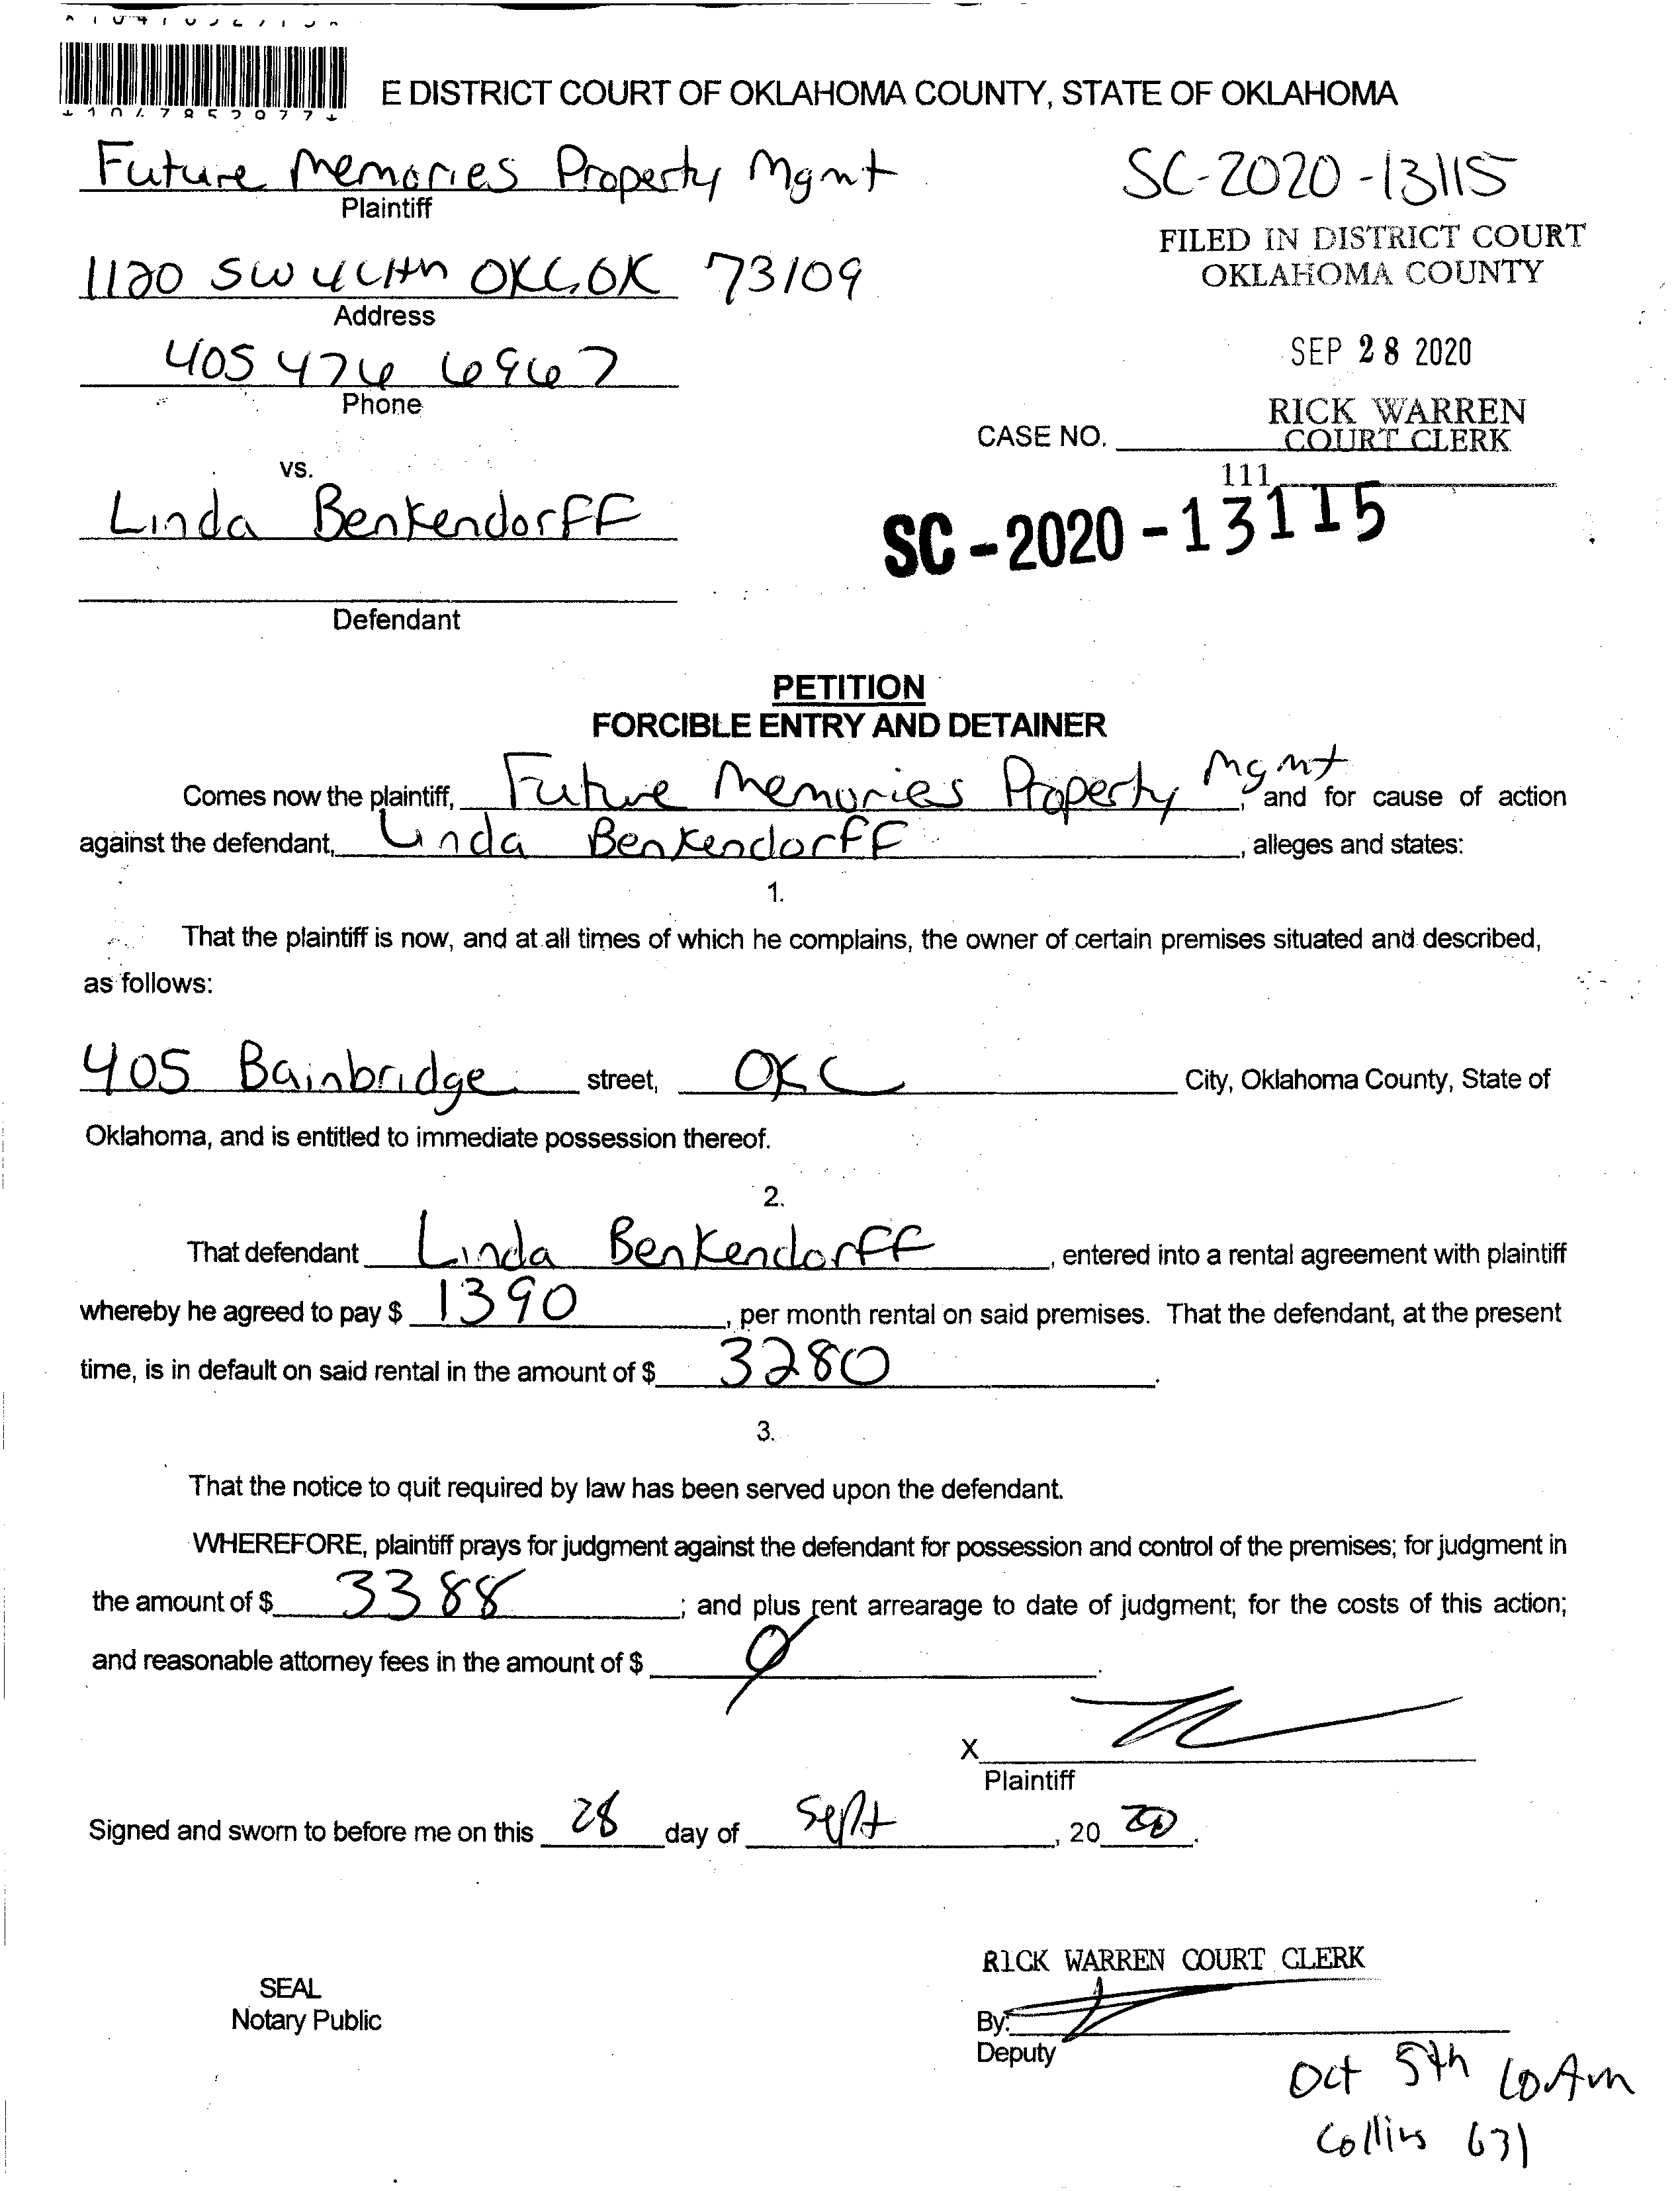 E DISTRICT COURT OF OKLAHOMA COUNTY, STATE OF OKLAHOMA
Future Memories Property Mgmt
Plaintiff
SC-2020-13115
FILED IN DISTRICT COURT
OKLAHOMA COUNTY
1120 SW 44th OKC, OK 73109
Address
SEP 28 2020
405 476 6967
Phone
RICK WARREN
COURT CLERK
CASE NO.
111
vs.
Linda Benkendorff
SC-2020-13115
Defendant
PETITION
FORCIBLE ENTRY AND DETAINER
Comes now the plaintiff, Future Memories Property Mgmt, and for cause of action
against the defendant, Linda Benkendorff, alleges and states:
1.
That the plaintiff is now, and at all times of which he complains, the owner of certain premises situated and described,
as follows:
405 Bainbridge street, OKC City, Oklahoma County, State of
Oklahoma, and is entitled to immediate possession thereof.
2.
That defendant Linda Benkendorff, entered into a rental agreement with plaintiff
whereby he agreed to pay $ 1390, per month rental on said premises. That the defendant, at the present
time, is in default on said rental in the amount of $ 3280.
3.
That the notice to quit required by law has been served upon the defendant.
WHEREFORE, plaintiff prays for judgment against the defendant for possession and control of the premises; for judgment in
the amount of $ 3388; and plus rent arrearage to date of judgment; for the costs of this action;
and reasonable attorney fees in the amount of $ 0.
X
Plaintiff
Signed and sworn to before me on this 28 day of Sept, 20 20.
RICK WARREN COURT CLERK
SEAL
Notary Public
By:
Deputy
Oct 5th 10Am
Collins 631